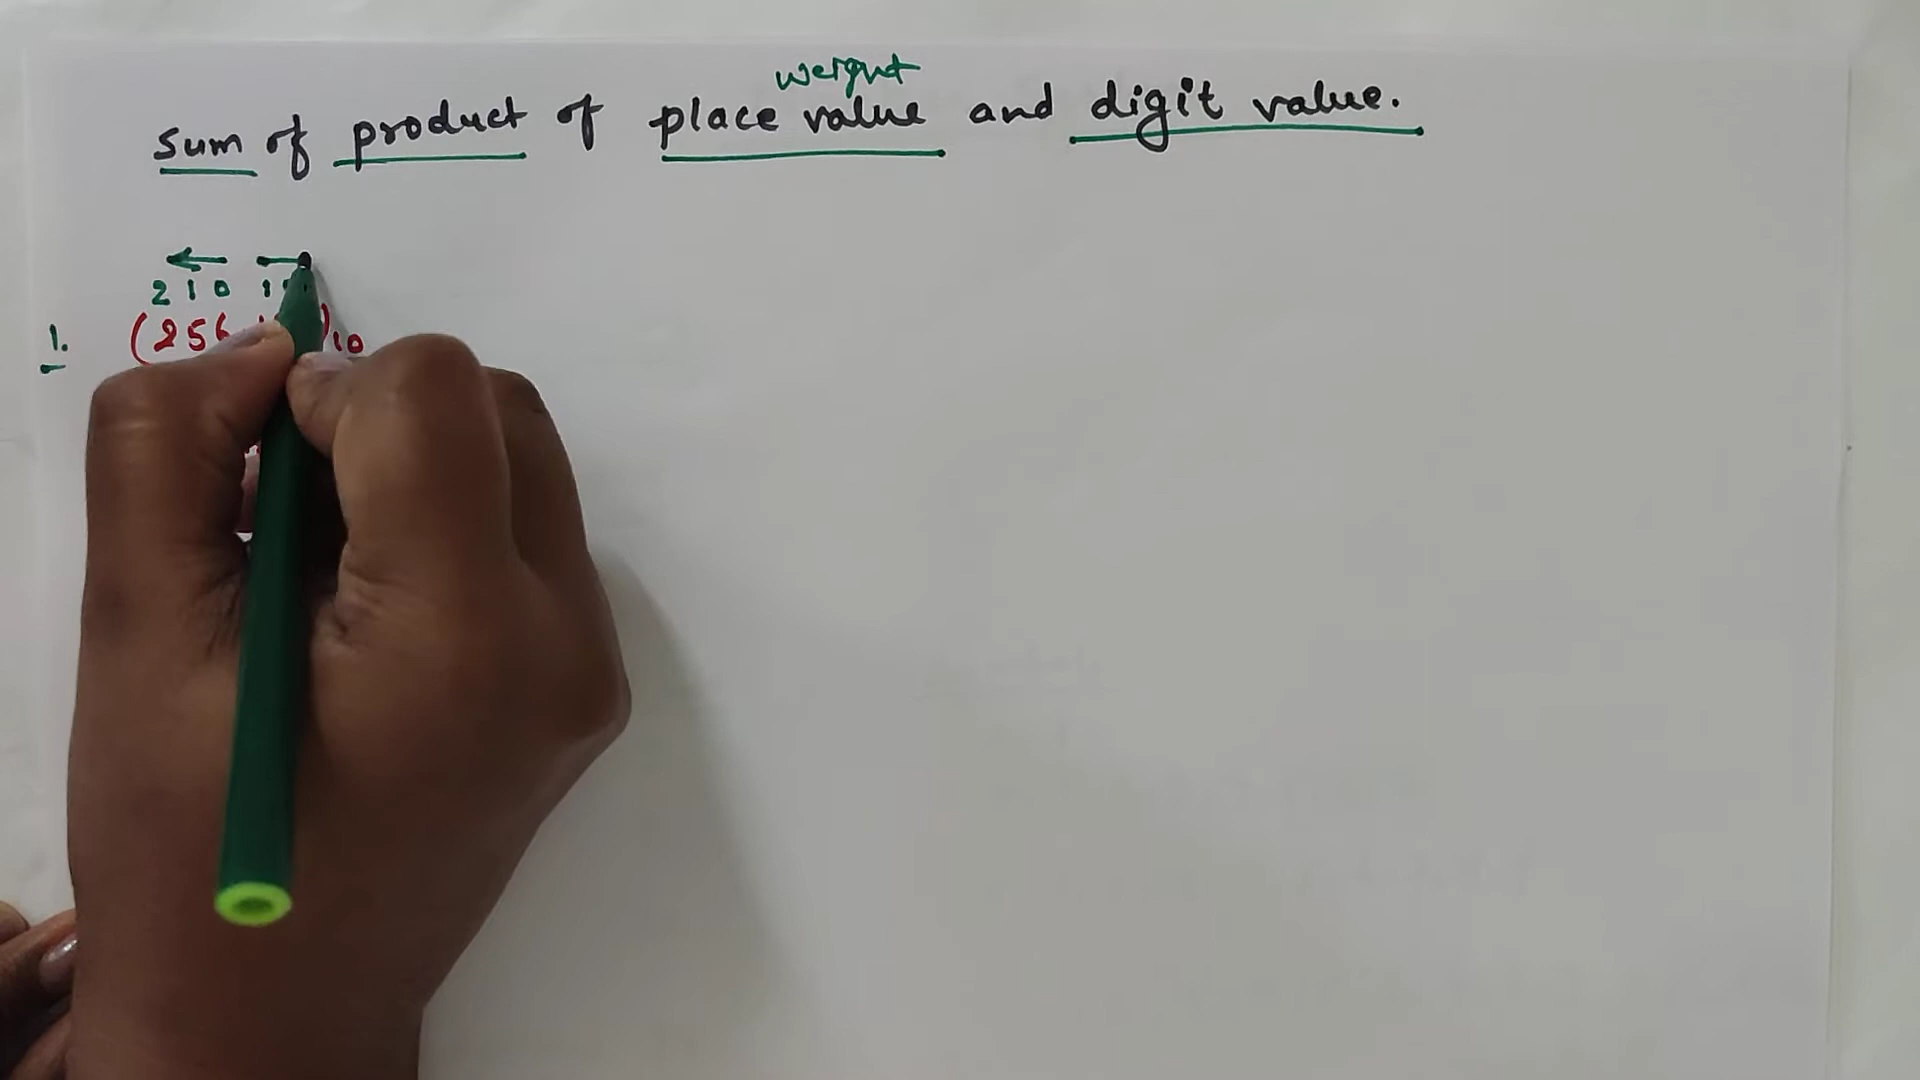 weight
sum of product of place value and digit value.
2 1 0 1
1. (256 )10